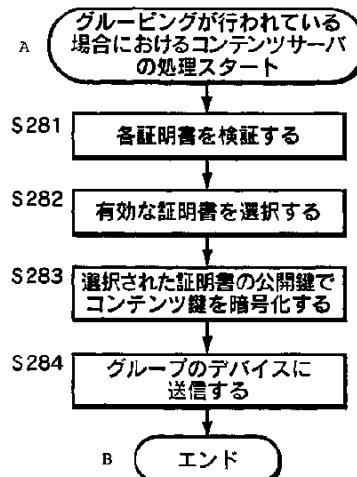 A
グルーピングが行われている
場合におけるコンテンツサーバ
の処理スタート
S281
各証明書を検証する
S282
有効な証明書を選択する
S283
選択された証明書の公開鍵で
コンテンツ鍵を暗号化する
S284
グループのデバイスに
送信する
B
エンド